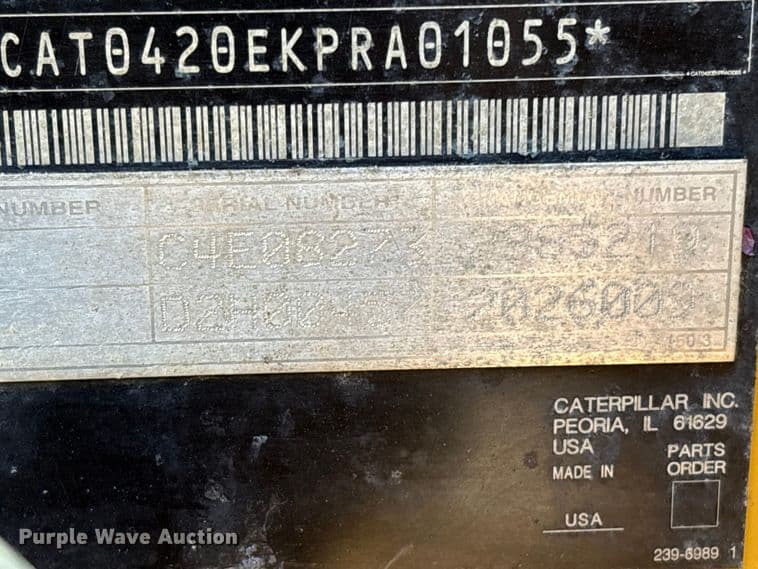 CAT0420EKPRA01055*
NUMBER SERIAL NUMBER NUMBER
2026009
CATERPILLAR INC.
PEORIA, IL 61629
USA
PARTS
MADE IN ORDER
USA
239-6989 1
Purple Wave Auction